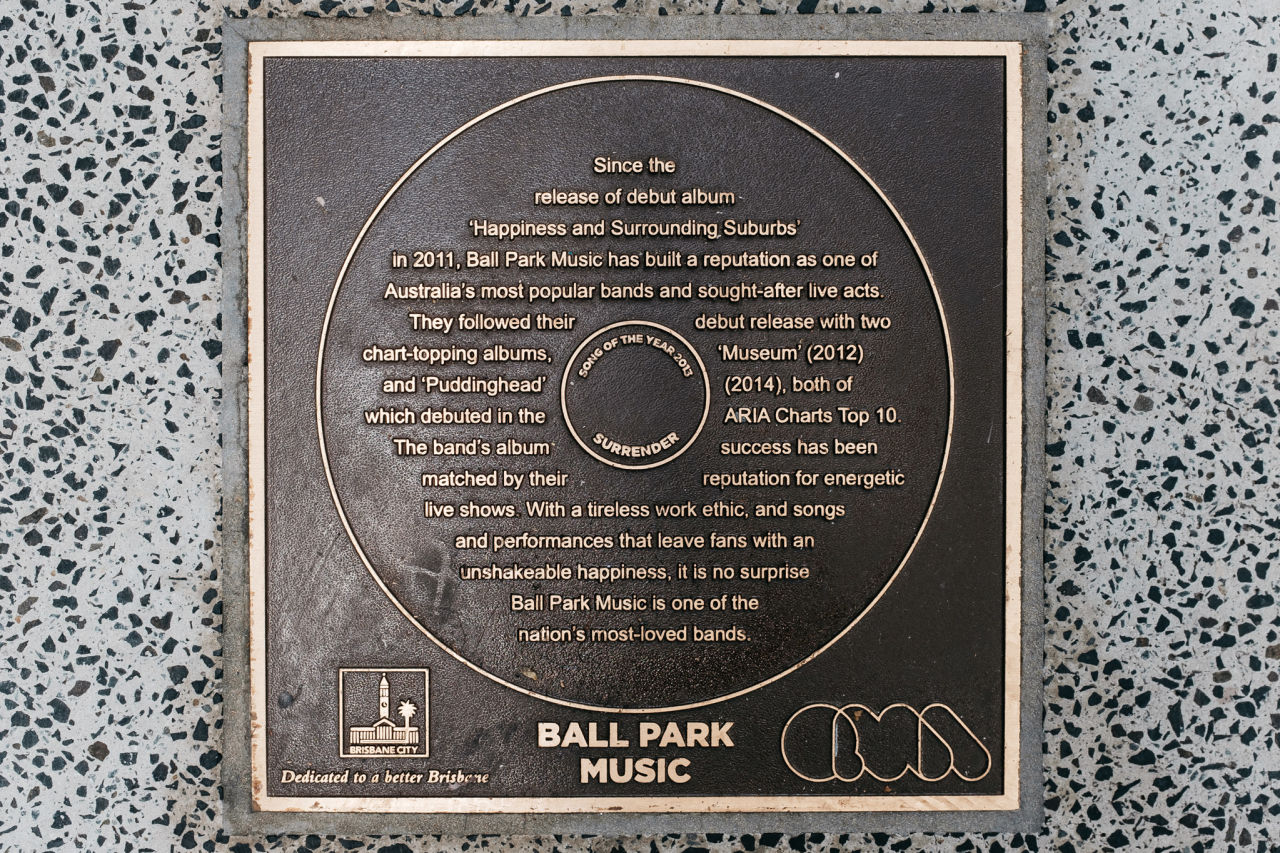 Since the
release of debut album
‘Happiness and Surrounding Suburbs’
in 2011, Ball Park Music has built a reputation as one of
Australia’s most popular bands and sought-after live acts.
They followed their debut release with two
chart-topping albums, ‘Museum’ (2012)
and ‘Puddinghead’ (2014), both of
which debuted in the ARIA Charts Top 10.
The band’s album success has been
matched by their reputation for energetic
live shows. With a tireless work ethic, and songs
and performances that leave fans with an
unshakeable happiness, it is no surprise
Ball Park Music is one of the
nation’s most-loved bands.
SONG OF THE YEAR 2013
SURRENDER
BRISBANE CITY
Dedicated to a better Brisbane
BALL PARK
MUSIC